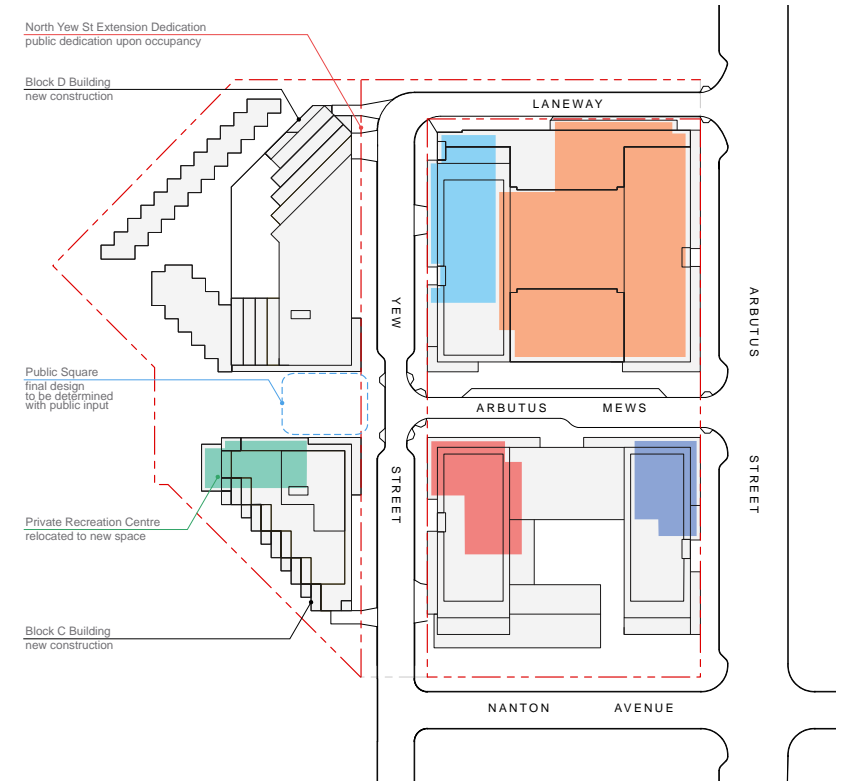 North Yew St Extension Dedication
public dedication upon occupancy
Block D Building
new construction
LANEWAY
YEW
ARBUTUS
Public Square
final design
to be determined
with public input
ARBUTUS MEWS
STREET
STREET
Private Recreation Centre
relocated to new space
Block C Building
new construction
NANTON AVENUE